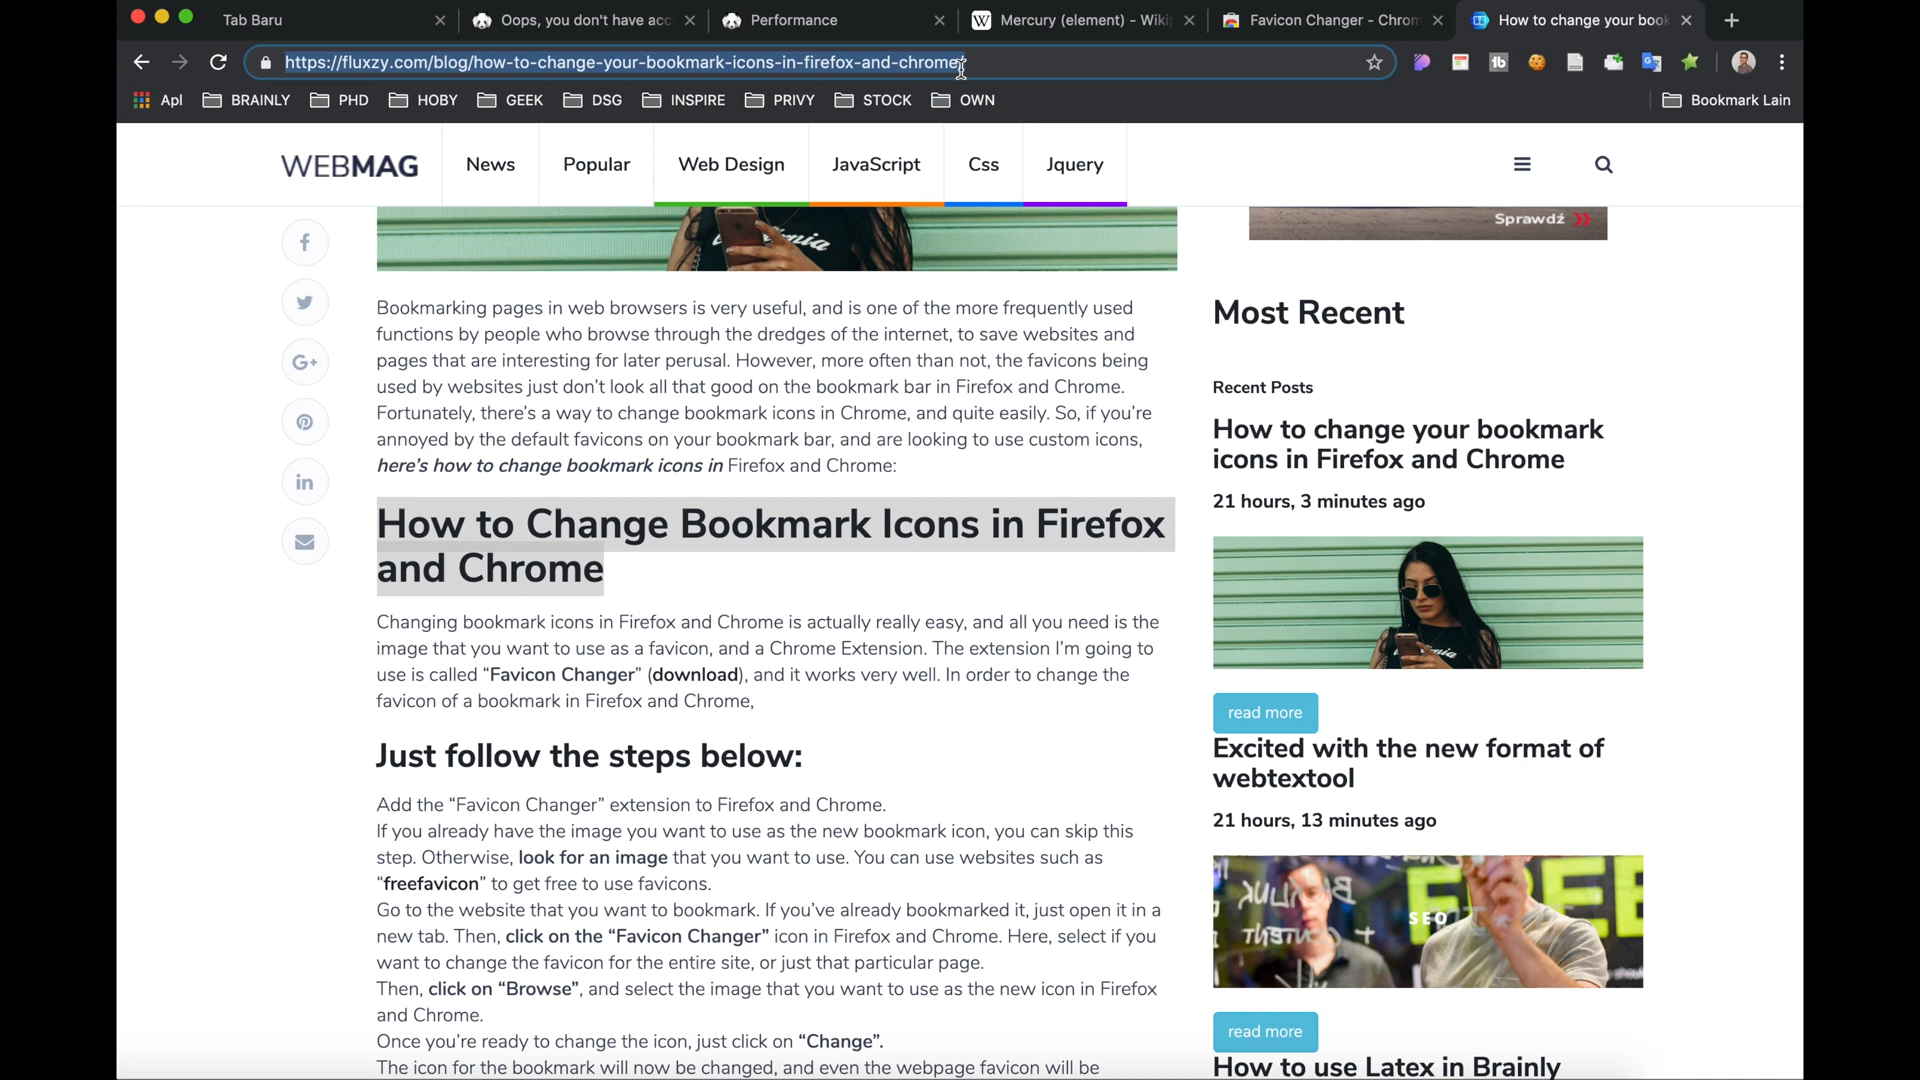 Tab Baru
Oops, you don't have acc
Performance
Mercury (element) - Wiki
Favicon Changer - Chrom
How to change your book
https://fluxzy.com/blog/how-to-change-your-bookmark-icons-in-firefox-and-chrome
Apl BRAINLY PHD HOBY GEEK DSG INSPIRE PRIVY STOCK OWN Bookmark Lain
WEBMAG News Popular Web Design JavaScript Css Jquery
Sprawdź
Bookmarking pages in web browsers is very useful, and is one of the more frequently used
functions by people who browse through the dredges of the internet, to save websites and
pages that are interesting for later perusal. However, more often than not, the favicons being
used by websites just don’t look all that good on the bookmark bar in Firefox and Chrome.
Fortunately, there’s a way to change bookmark icons in Chrome, and quite easily. So, if you’re
annoyed by the default favicons on your bookmark bar, and are looking to use custom icons,
here’s how to change bookmark icons in Firefox and Chrome:
How to Change Bookmark Icons in Firefox
and Chrome
Changing bookmark icons in Firefox and Chrome is actually really easy, and all you need is the
image that you want to use as a favicon, and a Chrome Extension. The extension I’m going to
use is called “Favicon Changer” (download), and it works very well. In order to change the
favicon of a bookmark in Firefox and Chrome,
Just follow the steps below:
Add the “Favicon Changer” extension to Firefox and Chrome.
If you already have the image you want to use as the new bookmark icon, you can skip this
step. Otherwise, look for an image that you want to use. You can use websites such as
“freefavicon” to get free to use favicons.
Go to the website that you want to bookmark. If you’ve already bookmarked it, just open it in a
new tab. Then, click on the “Favicon Changer” icon in Firefox and Chrome. Here, select if you
want to change the favicon for the entire site, or just that particular page.
Then, click on “Browse”, and select the image that you want to use as the new icon in Firefox
and Chrome.
Once you’re ready to change the icon, just click on “Change”.
The icon for the bookmark will now be changed, and even the webpage favicon will be
Most Recent
Recent Posts
How to change your bookmark
icons in Firefox and Chrome
21 hours, 3 minutes ago
read more
Excited with the new format of
webtextool
21 hours, 13 minutes ago
SEO
read more
How to use Latex in Brainly